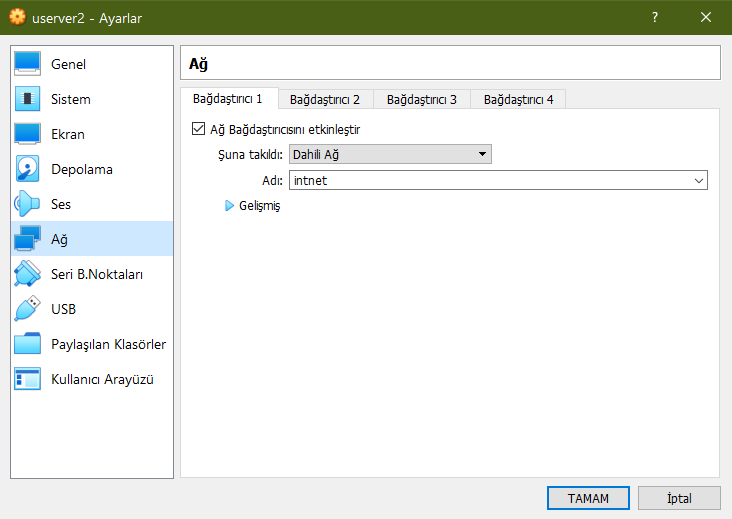 userver2 - Ayarlar
Genel
Sistem
Ekran
Depolama
Ses
Ağ
Seri B.Noktaları
USB
Paylaşılan Klasörler
Kullanıcı Arayüzü
Ağ
Bağdaştırıcı 1 Bağdaştırıcı 2 Bağdaştırıcı 3 Bağdaştırıcı 4
Ağ Bağdaştırıcısını etkinleştir
Şuna takıldı: Dahili Ağ
Adı: intnet
Gelişmiş
TAMAM İptal